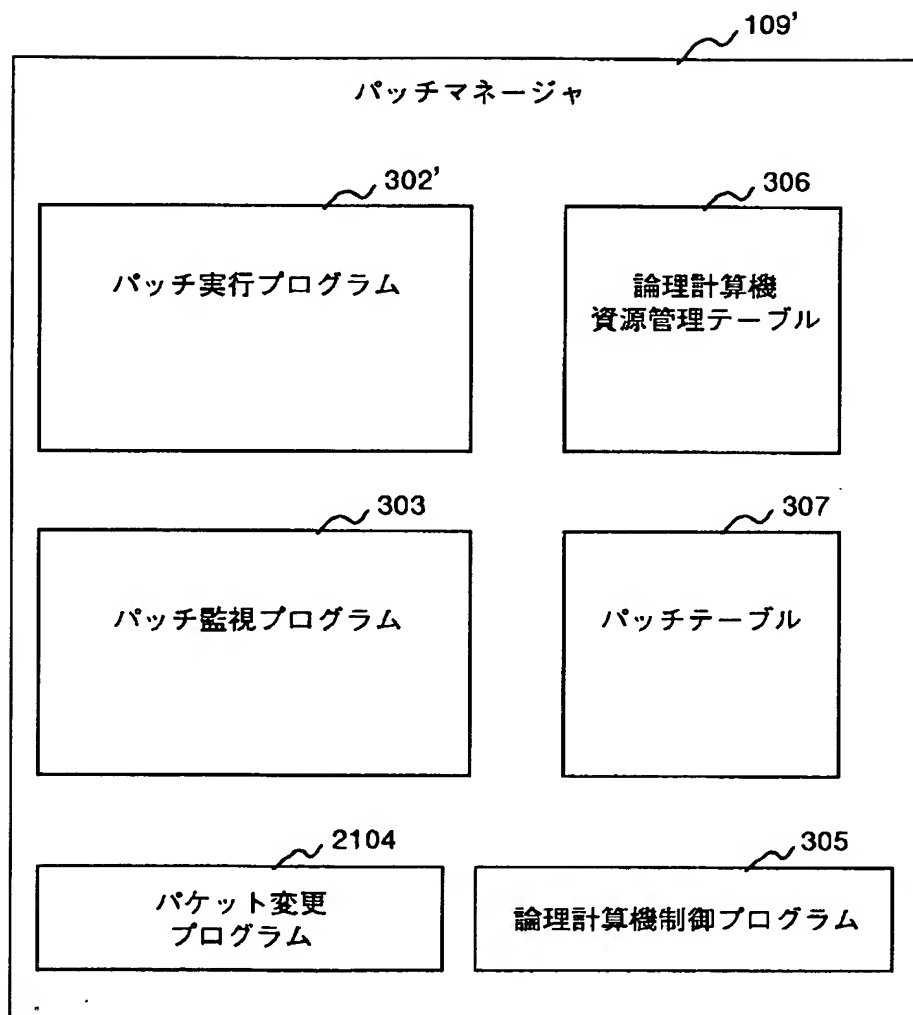 109'
パッチマネージャ
302'
パッチ実行プログラム
306
論理計算機
資源管理テーブル
303
パッチ監視プログラム
307
パッチテーブル
2104
パケット変更
プログラム
305
論理計算機制御プログラム